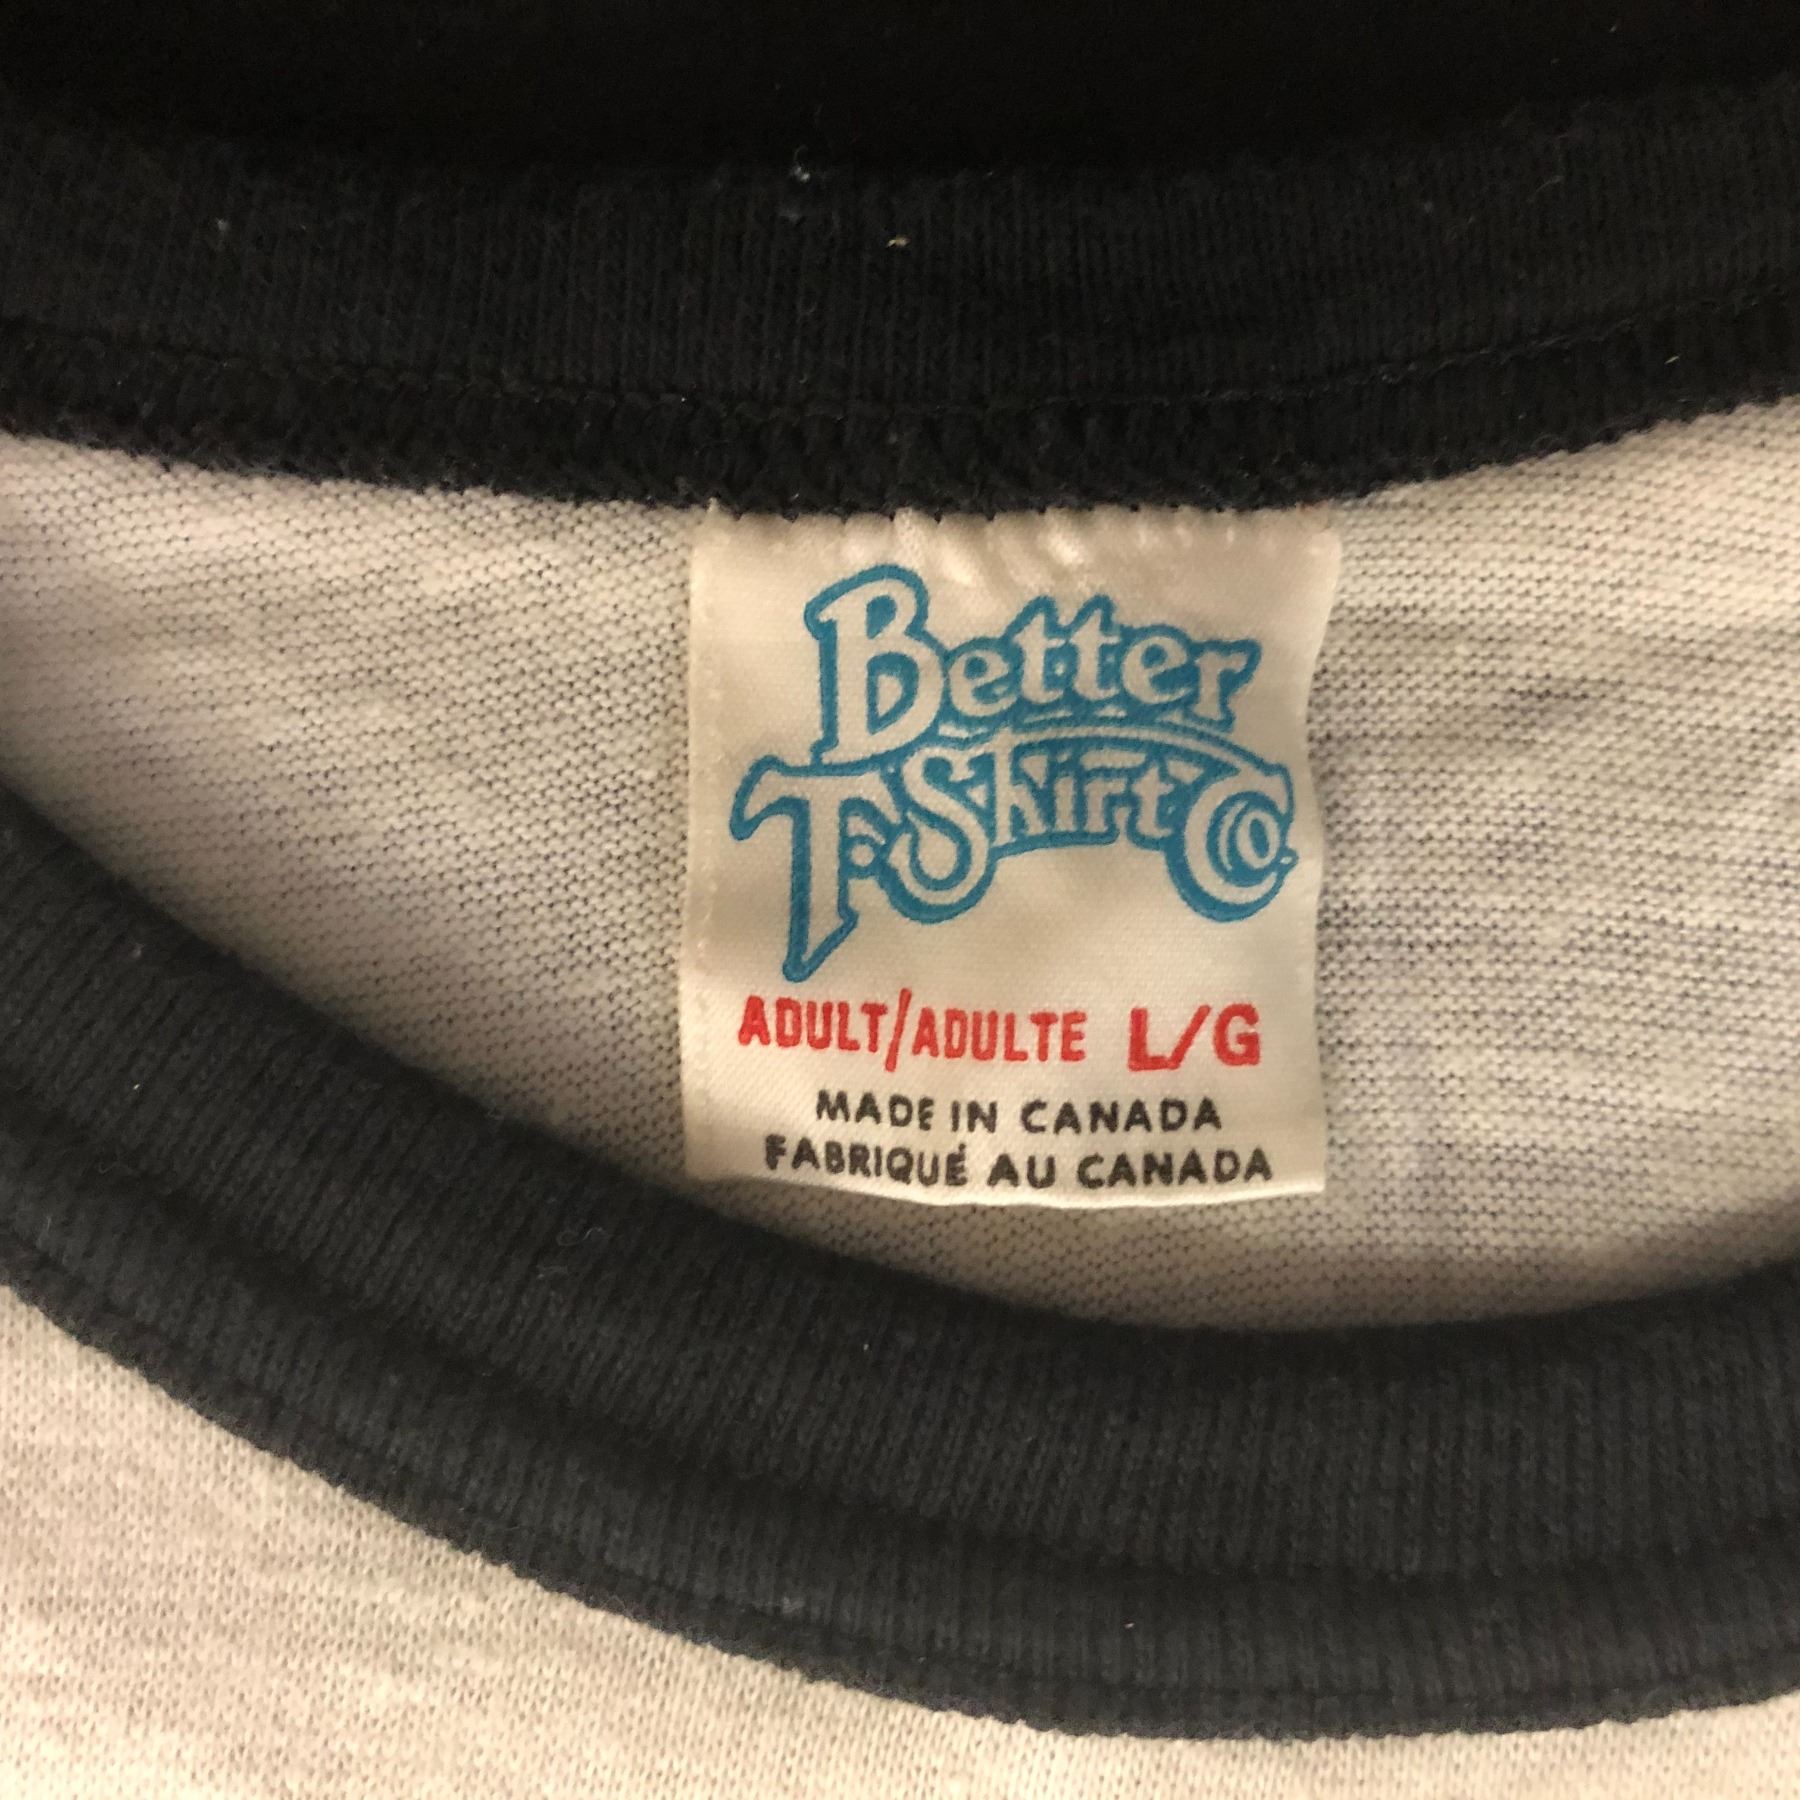 Better
T-Shirt Co.
ADULT/ADULTE L/G
MADE IN CANADA
FABRIQUÉ AU CANADA